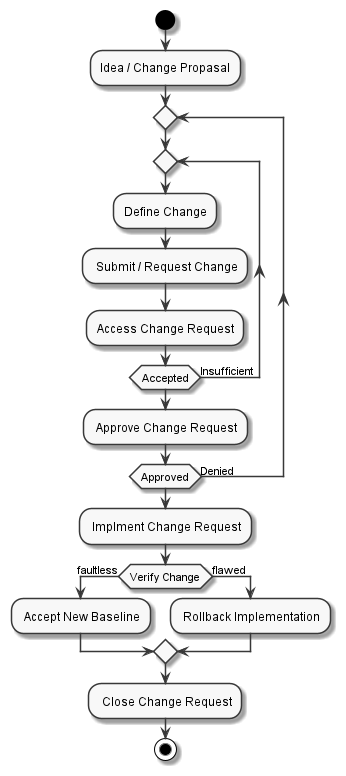 Idea / Change Propasal
Define Change
Submit / Request Change
Access Change Request
Accepted
Insufficient
Approve Change Request
Approved
Denied
Implment Change Request
faultless
Verify Change
flawed
Accept New Baseline
Rollback Implementation
Close Change Request